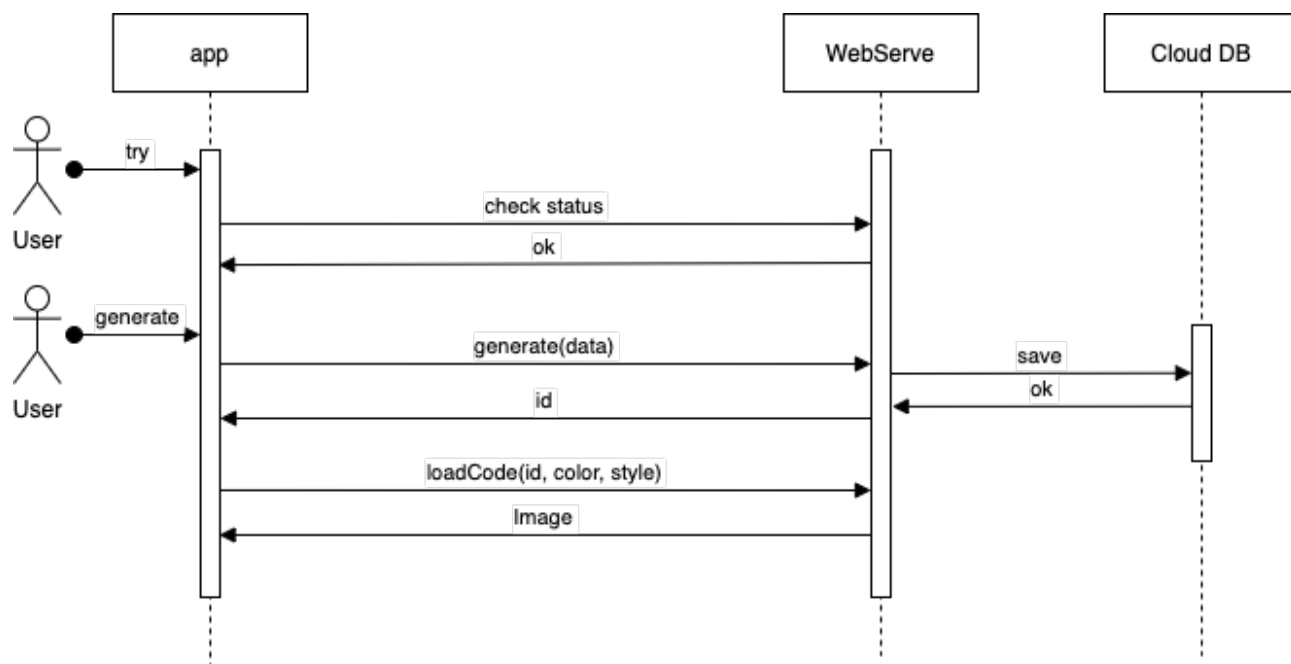 app
WebServe
Cloud DB
try
User
check status
ok
generate
User
generate(data)
save
ok
id
loadCode(id, color, style)
Image